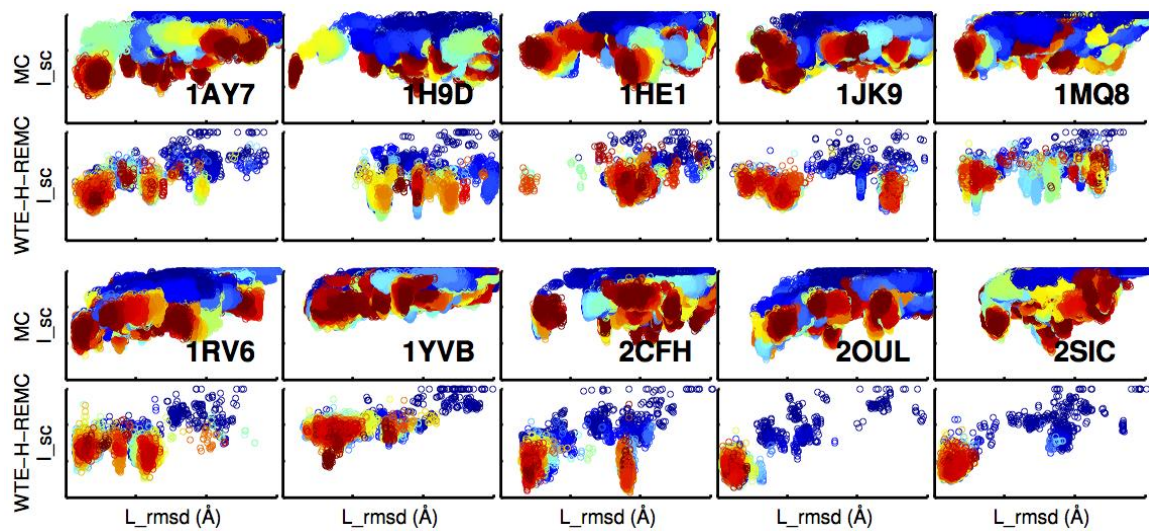 MC
I_sc
1AY7
1H9D
1HE1
1JK9
1MQ8
WTE-H-REMC
I_sc
MC
I_sc
1RV6
1YVB
2CFH
2OUL
2SIC
WTE-H-REMC
I_sc
L_rmsd (Å)
L_rmsd (Å)
L_rmsd (Å)
L_rmsd (Å)
L_rmsd (Å)